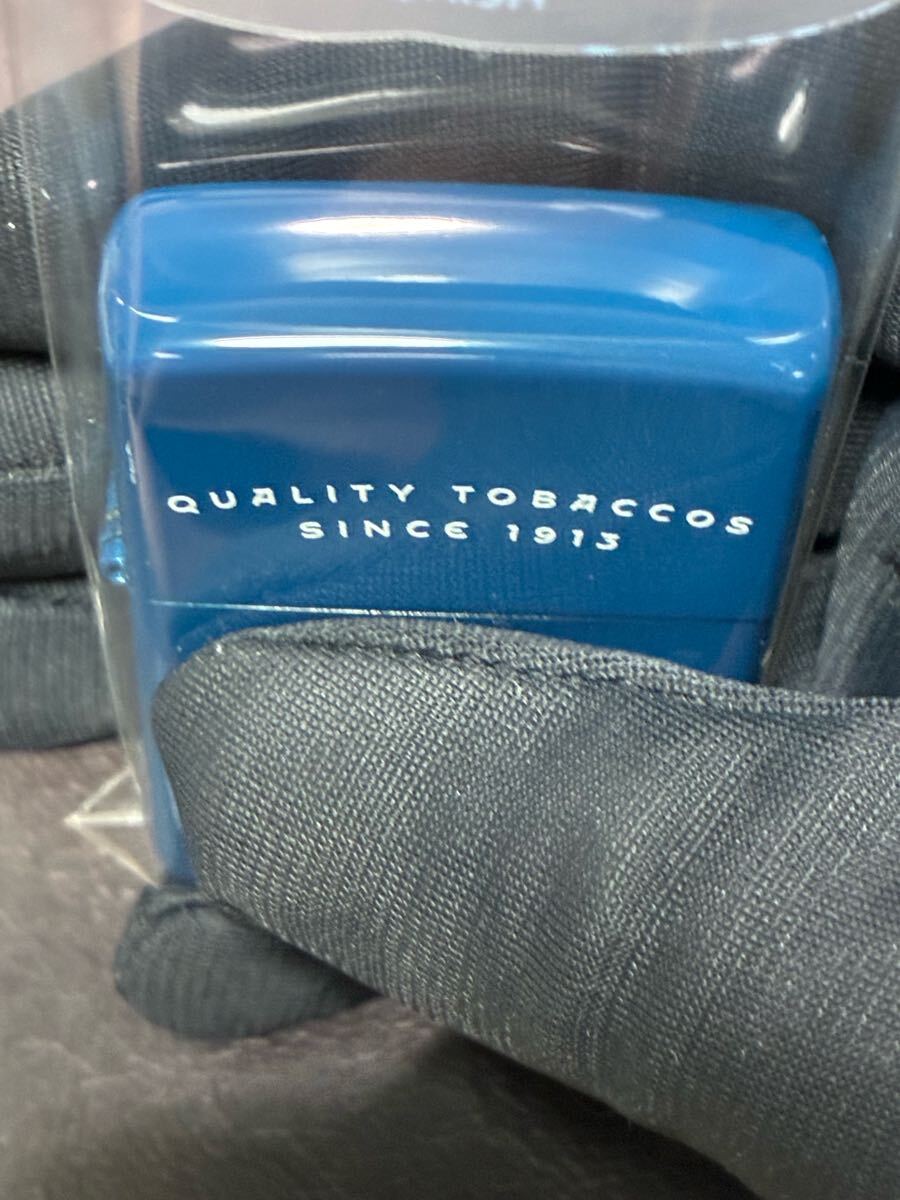 QUALITY TOBACCOS
SINCE 1913